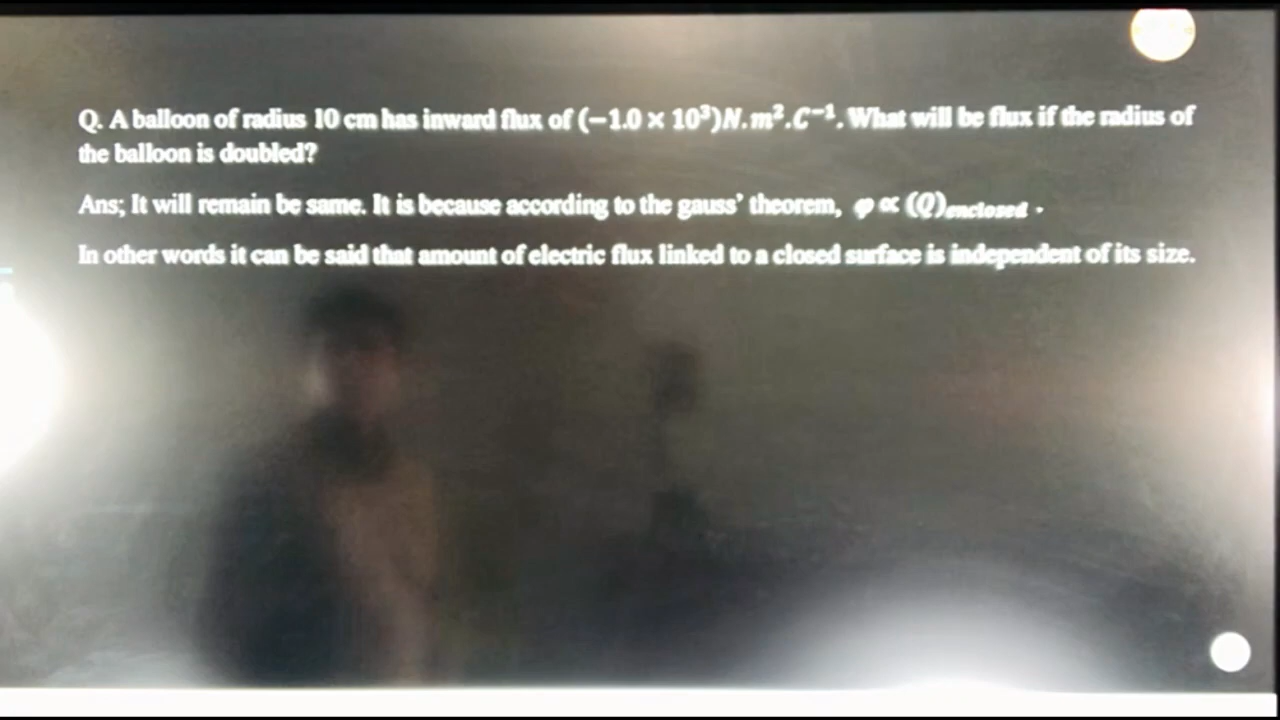 Q. A balloon of radius 10 cm has inward flux of (−1.0 × 10³)N.m².C⁻¹. What will be flux if the radius of
the balloon is doubled?
Ans; It will remain be same. It is because according to the gauss' theorem, φ ∝ (Q)enclosed .
In other words it can be said that amount of electric flux linked to a closed surface is independent of its size.